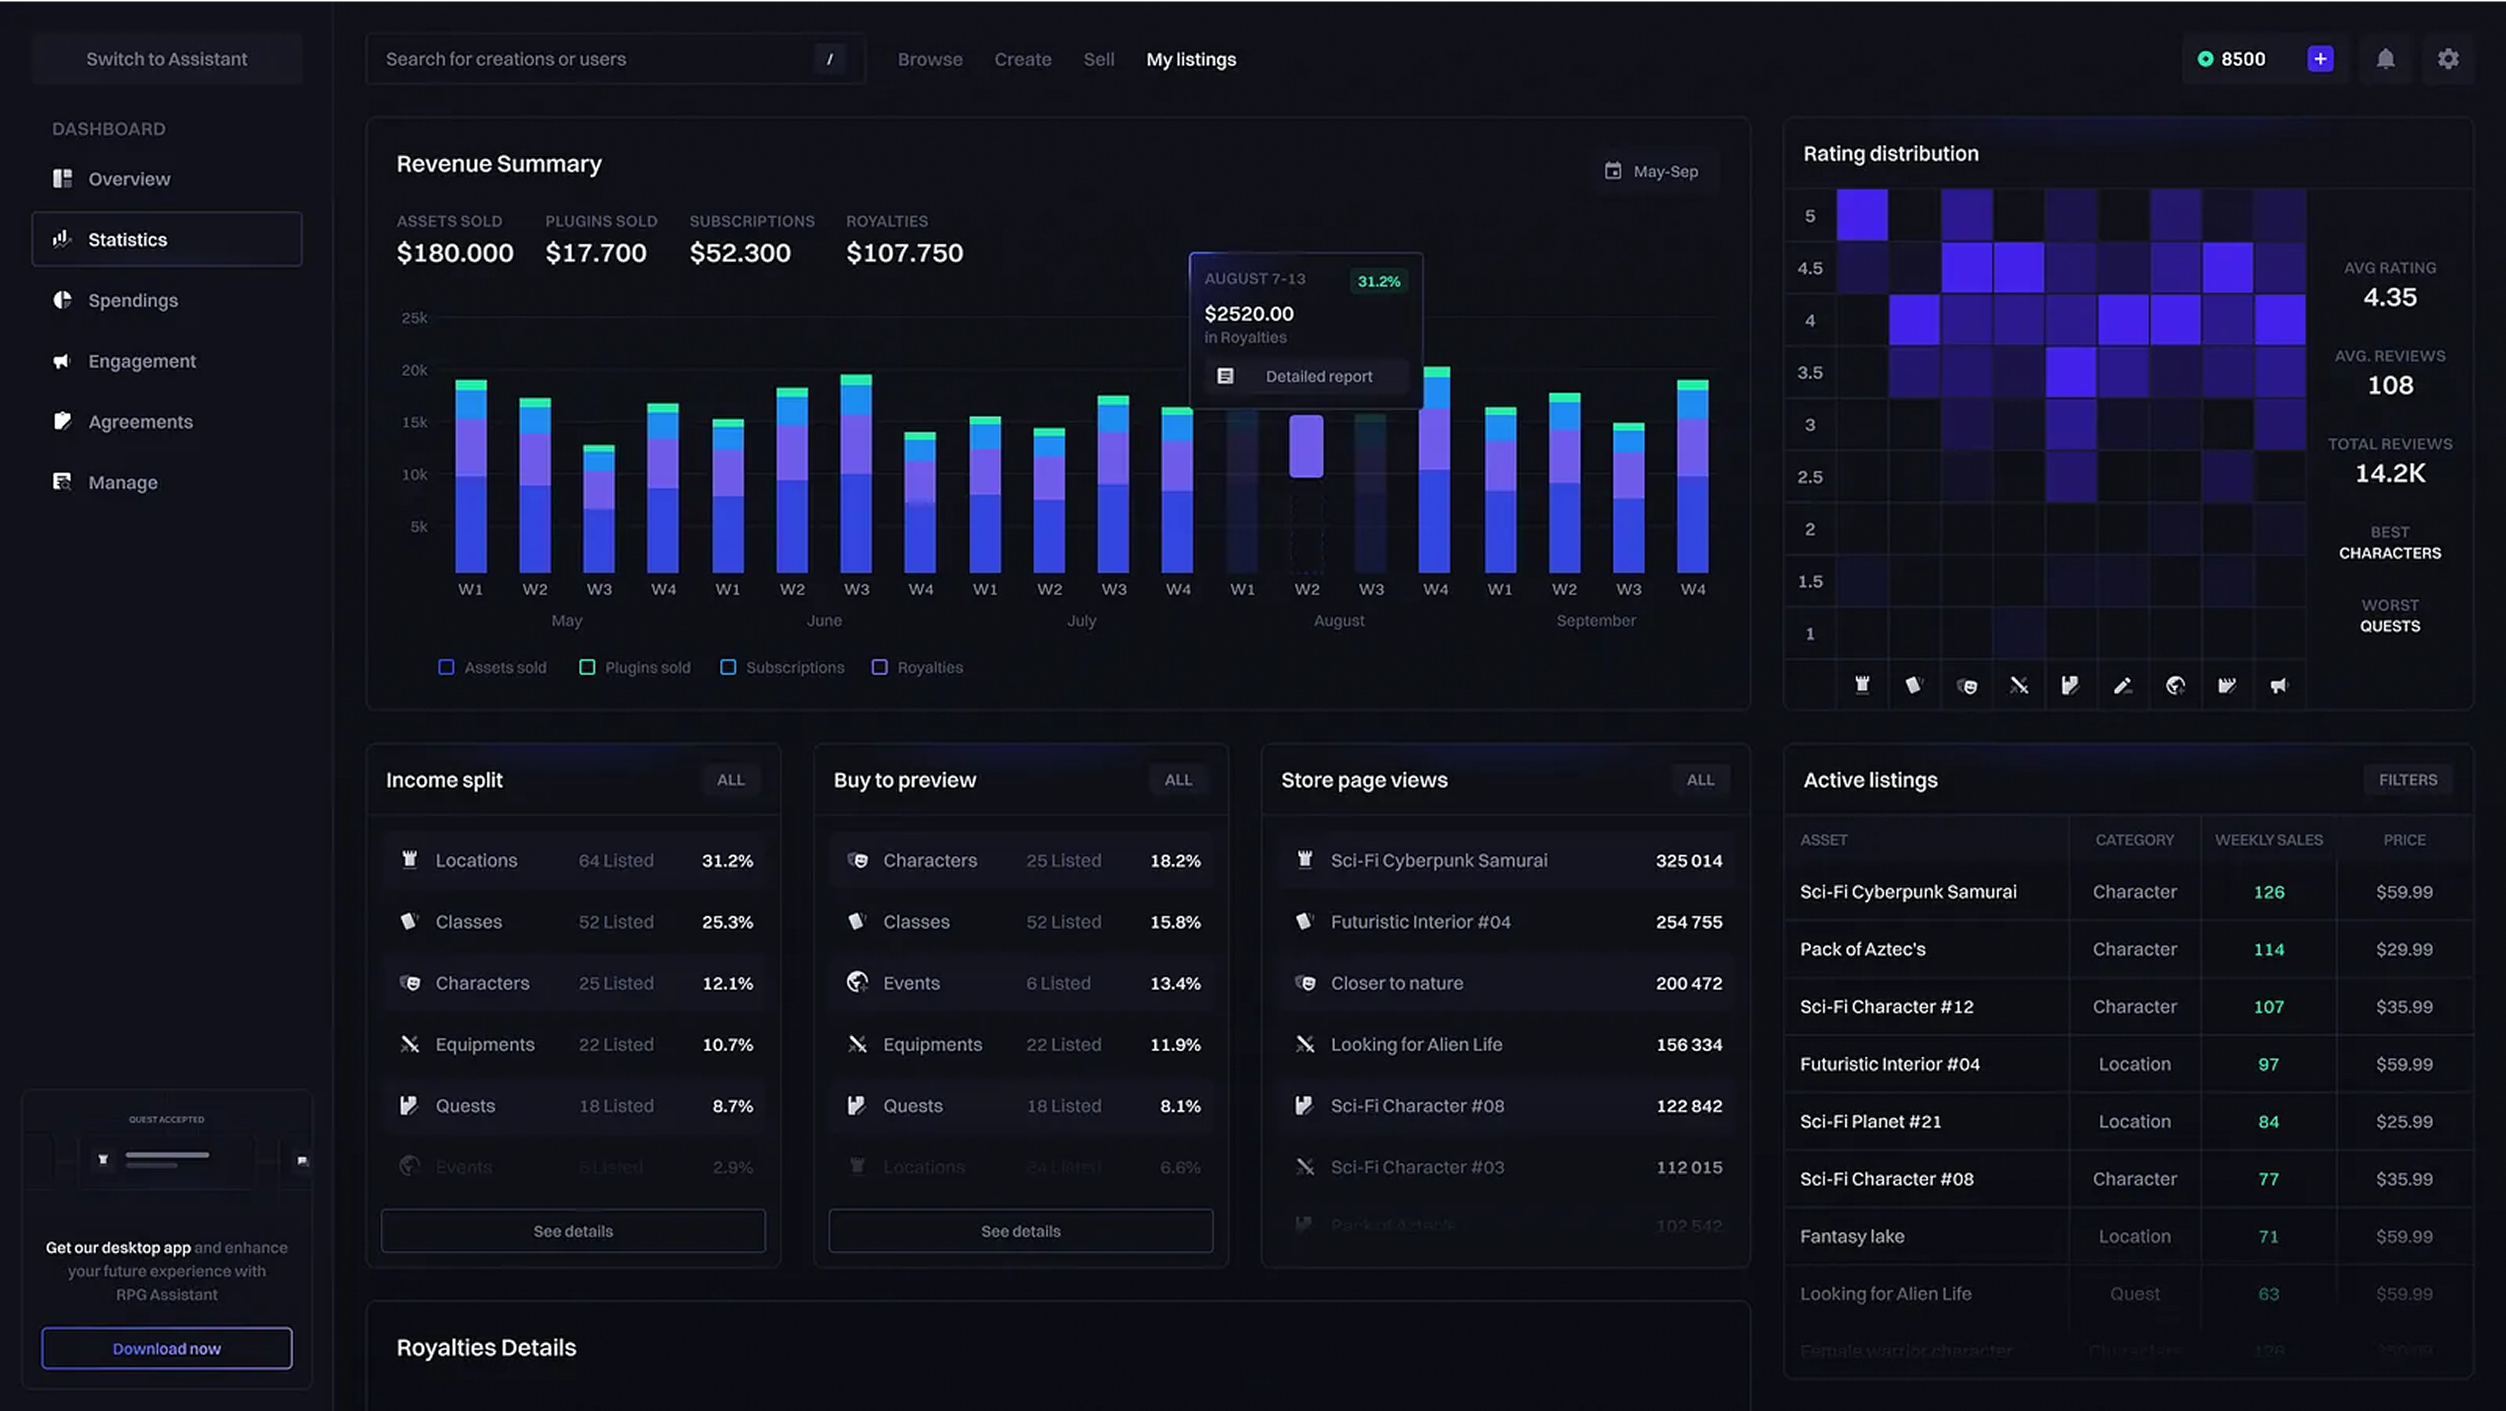 Switch to Assistant
DASHBOARD
Overview
Statistics
Spendings
Engagement
Agreements
Manage
QUEST ACCEPTED
Get our desktop app and enhance
your future experience with
RPG Assistant
Download now
Search for creations or users /
Browse Create Sell My listings
8500 +
Revenue Summary
May-Sep
ASSETS SOLD PLUGINS SOLD SUBSCRIPTIONS ROYALTIES
$180.000 $17.700 $52.300 $107.750
AUGUST 7-13 31.2%
$2520.00
in Royalties
Detailed report
25k
20k
15k
10k
5k
W1 W2 W3 W4 W1 W2 W3 W4 W1 W2 W3 W4 W1 W2 W3 W4 W1 W2 W3 W4
May June July August September
Assets sold Plugins sold Subscriptions Royalties
Rating distribution
5
4.5
4
3.5
3
2.5
2
1.5
1
AVG RATING
4.35
AVG. REVIEWS
108
TOTAL REVIEWS
14.2K
BEST
CHARACTERS
WORST
QUESTS
Income split ALL
Locations 64 Listed 31.2%
Classes 52 Listed 25.3%
Characters 25 Listed 12.1%
Equipments 22 Listed 10.7%
Quests 18 Listed 8.7%
Events 6 Listed 2.9%
See details
Buy to preview ALL
Characters 25 Listed 18.2%
Classes 52 Listed 15.8%
Events 6 Listed 13.4%
Equipments 22 Listed 11.9%
Quests 18 Listed 8.1%
Locations 64 Listed 6.6%
See details
Store page views ALL
Sci-Fi Cyberpunk Samurai 325 014
Futuristic Interior #04 254 755
Closer to nature 200 472
Looking for Alien Life 156 334
Sci-Fi Character #08 122 842
Sci-Fi Character #03 112 015
Pack of Aztec's 102 542
Active listings FILTERS
ASSET CATEGORY WEEKLY SALES PRICE
Sci-Fi Cyberpunk Samurai Character 126 $59.99
Pack of Aztec's Character 114 $29.99
Sci-Fi Character #12 Character 107 $35.99
Futuristic Interior #04 Location 97 $59.99
Sci-Fi Planet #21 Location 84 $25.99
Sci-Fi Character #08 Character 77 $35.99
Fantasy lake Location 71 $59.99
Looking for Alien Life Quest 63 $59.99
Female warrior character
Royalties Details